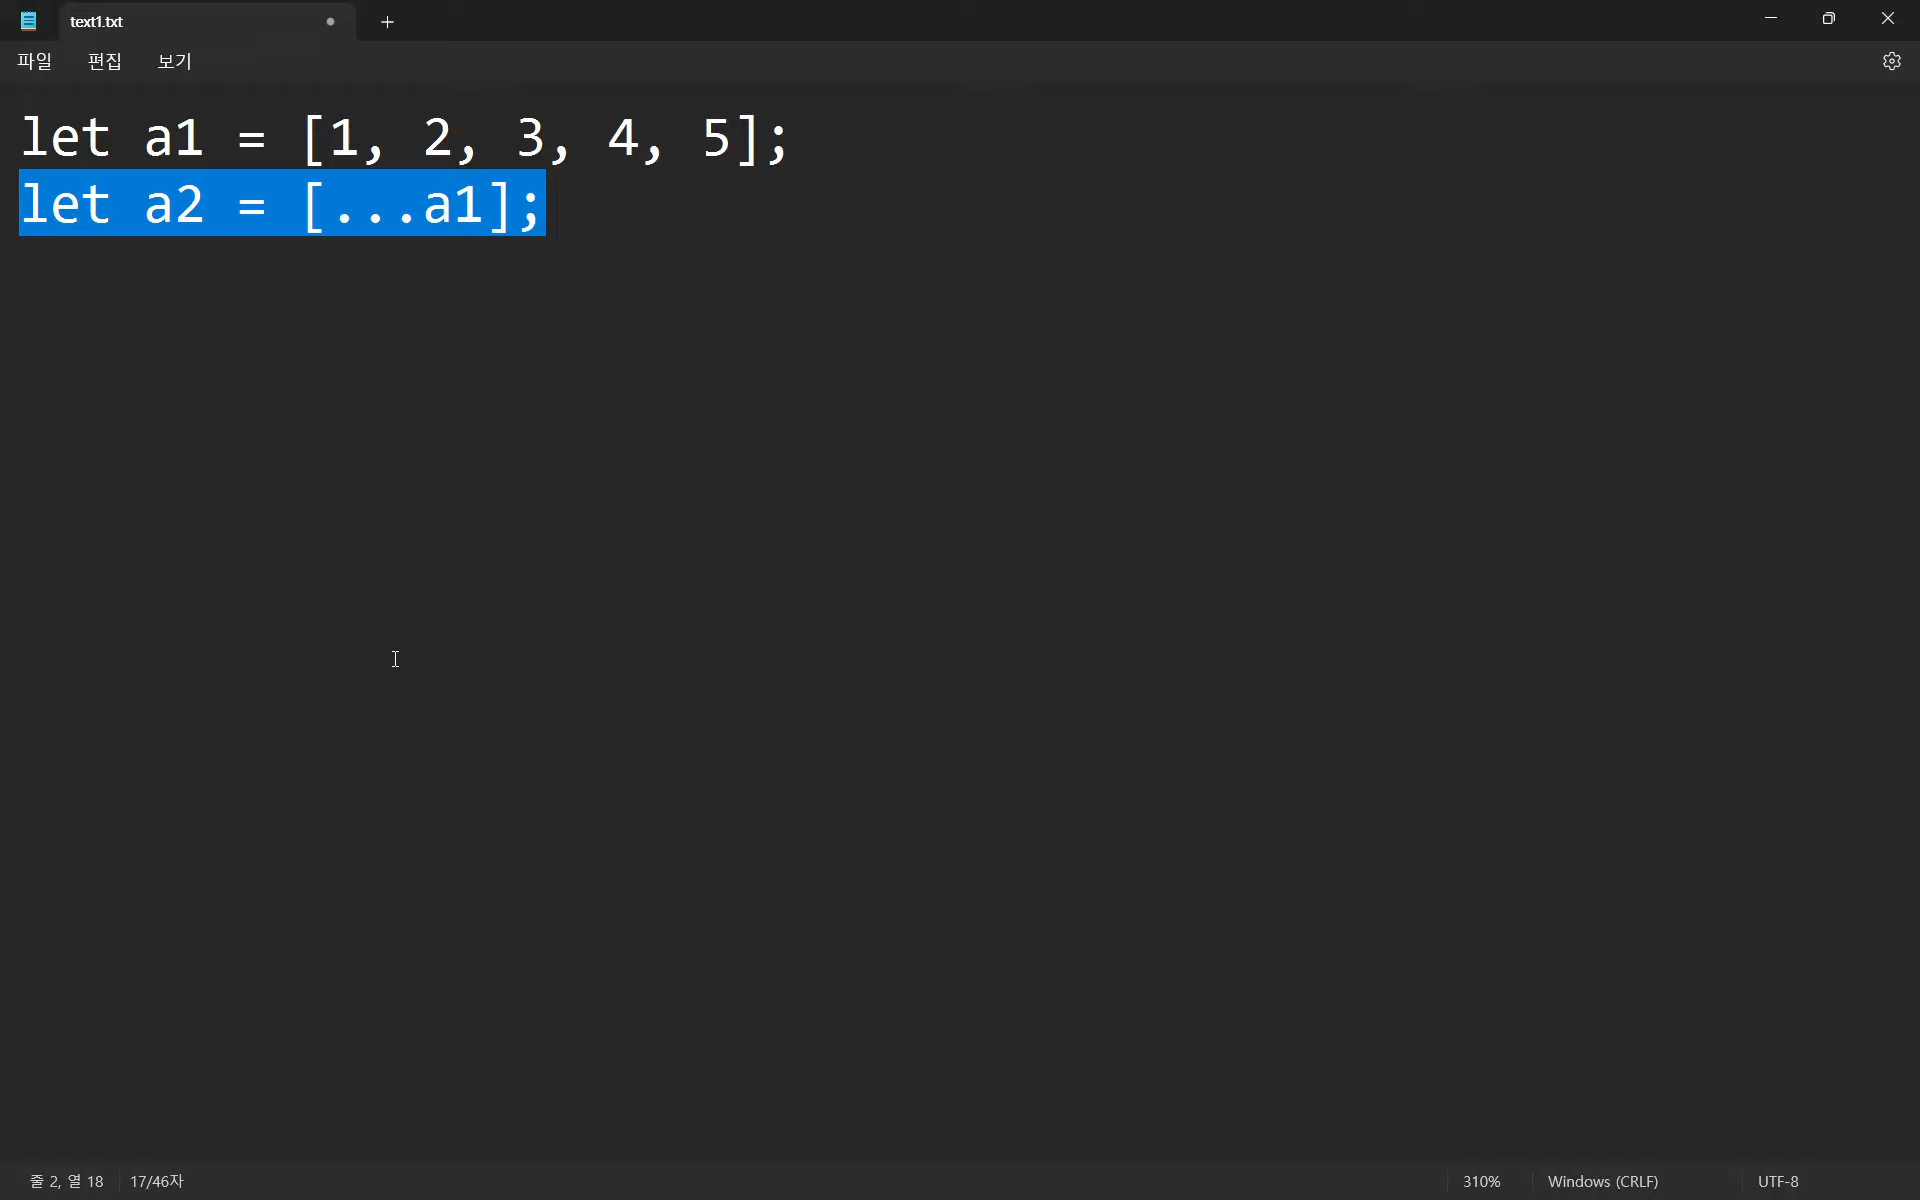 text1.txt
파일 편집 보기
let a1 = [1, 2, 3, 4, 5];
let a2 = [...a1];
줄 2, 열 18 17/46자 310% Windows (CRLF) UTF-8